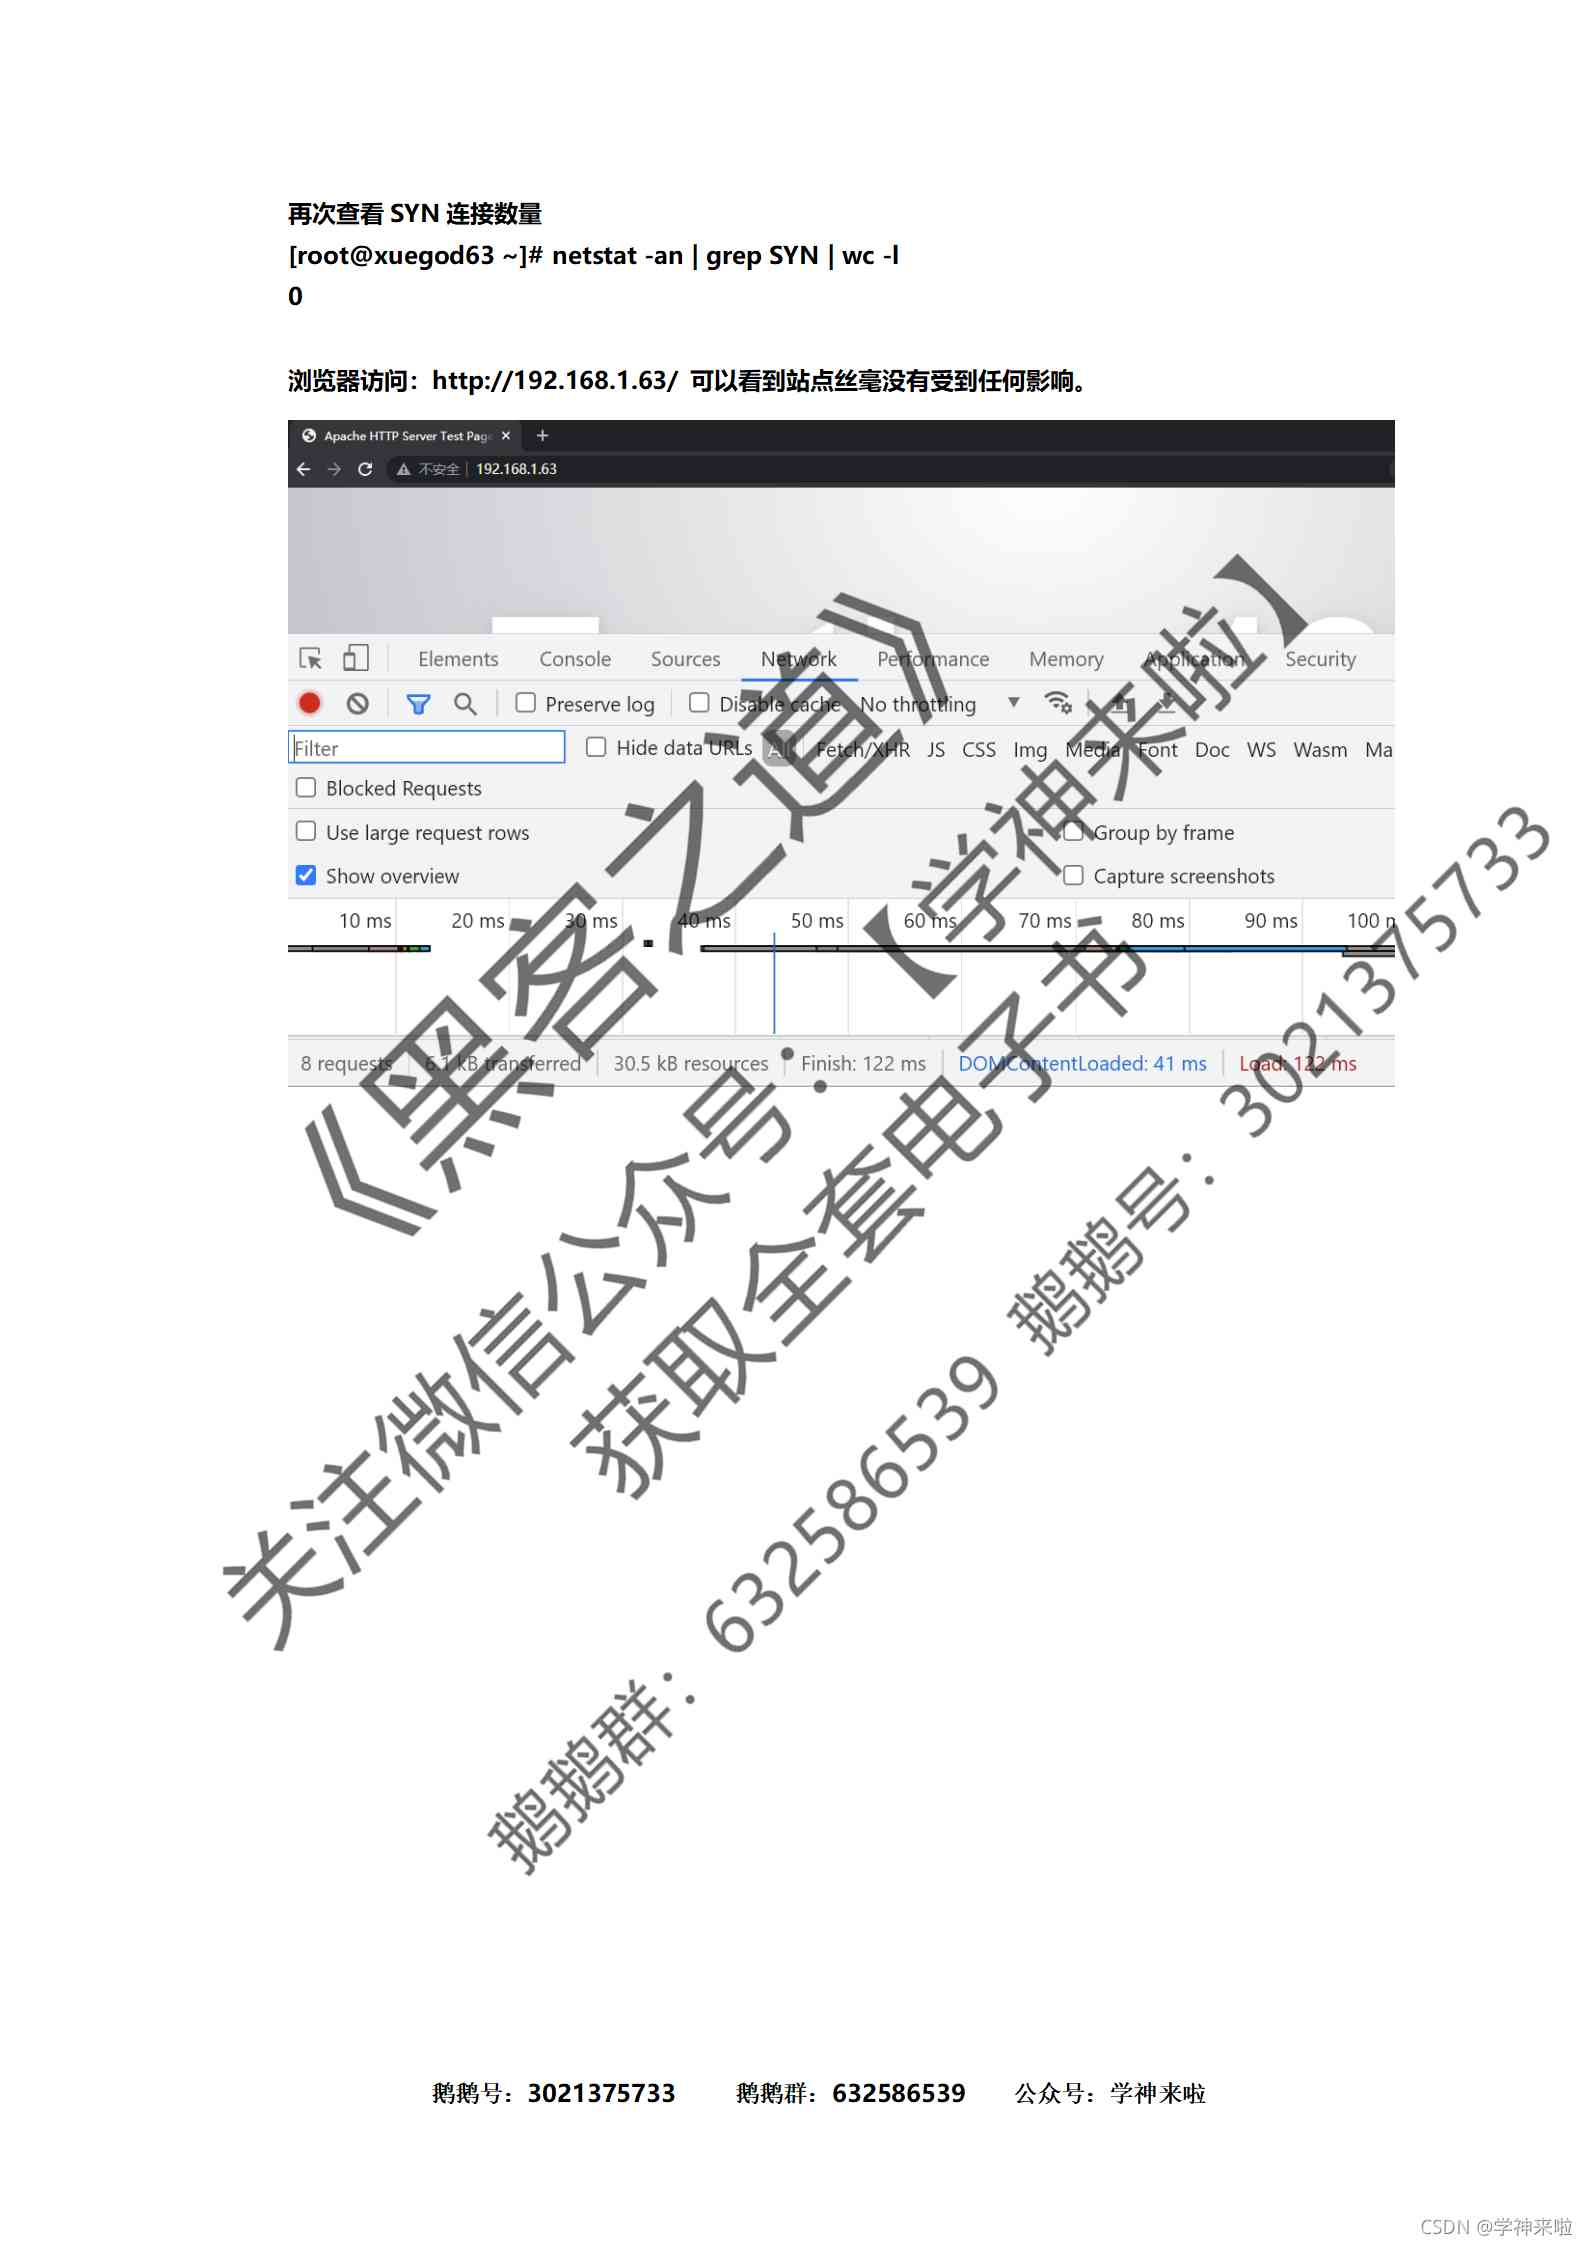 再次查看 SYN 连接数量
[root@xuegod63 ~]# netstat -an | grep SYN | wc -l
0
浏览器访问：http://192.168.1.63/ 可以看到站点丝毫没有受到任何影响。
Apache HTTP Server Test Page
不安全 | 192.168.1.63
Elements Console Sources Network Performance Memory Application Security
Preserve log Disable cache No throttling
Filter Hide data URLs All Fetch/XHR JS CSS Img Media Font Doc WS Wasm Ma
Blocked Requests
Use large request rows Group by frame
Show overview Capture screenshots
10 ms 20 ms 30 ms 40 ms 50 ms 60 ms 70 ms 80 ms 90 ms 100 m
8 requests 6.1 kB transferred 30.5 kB resources Finish: 122 ms DOMContentLoaded: 41 ms Load: 122 ms
《黑客之道》
关注微信公众号：【学神来啦】
获取全套电子书
鹅鹅群：632586539 鹅鹅号：3021375733
鹅鹅号：3021375733 鹅鹅群：632586539 公众号：学神来啦
CSDN @学神来啦